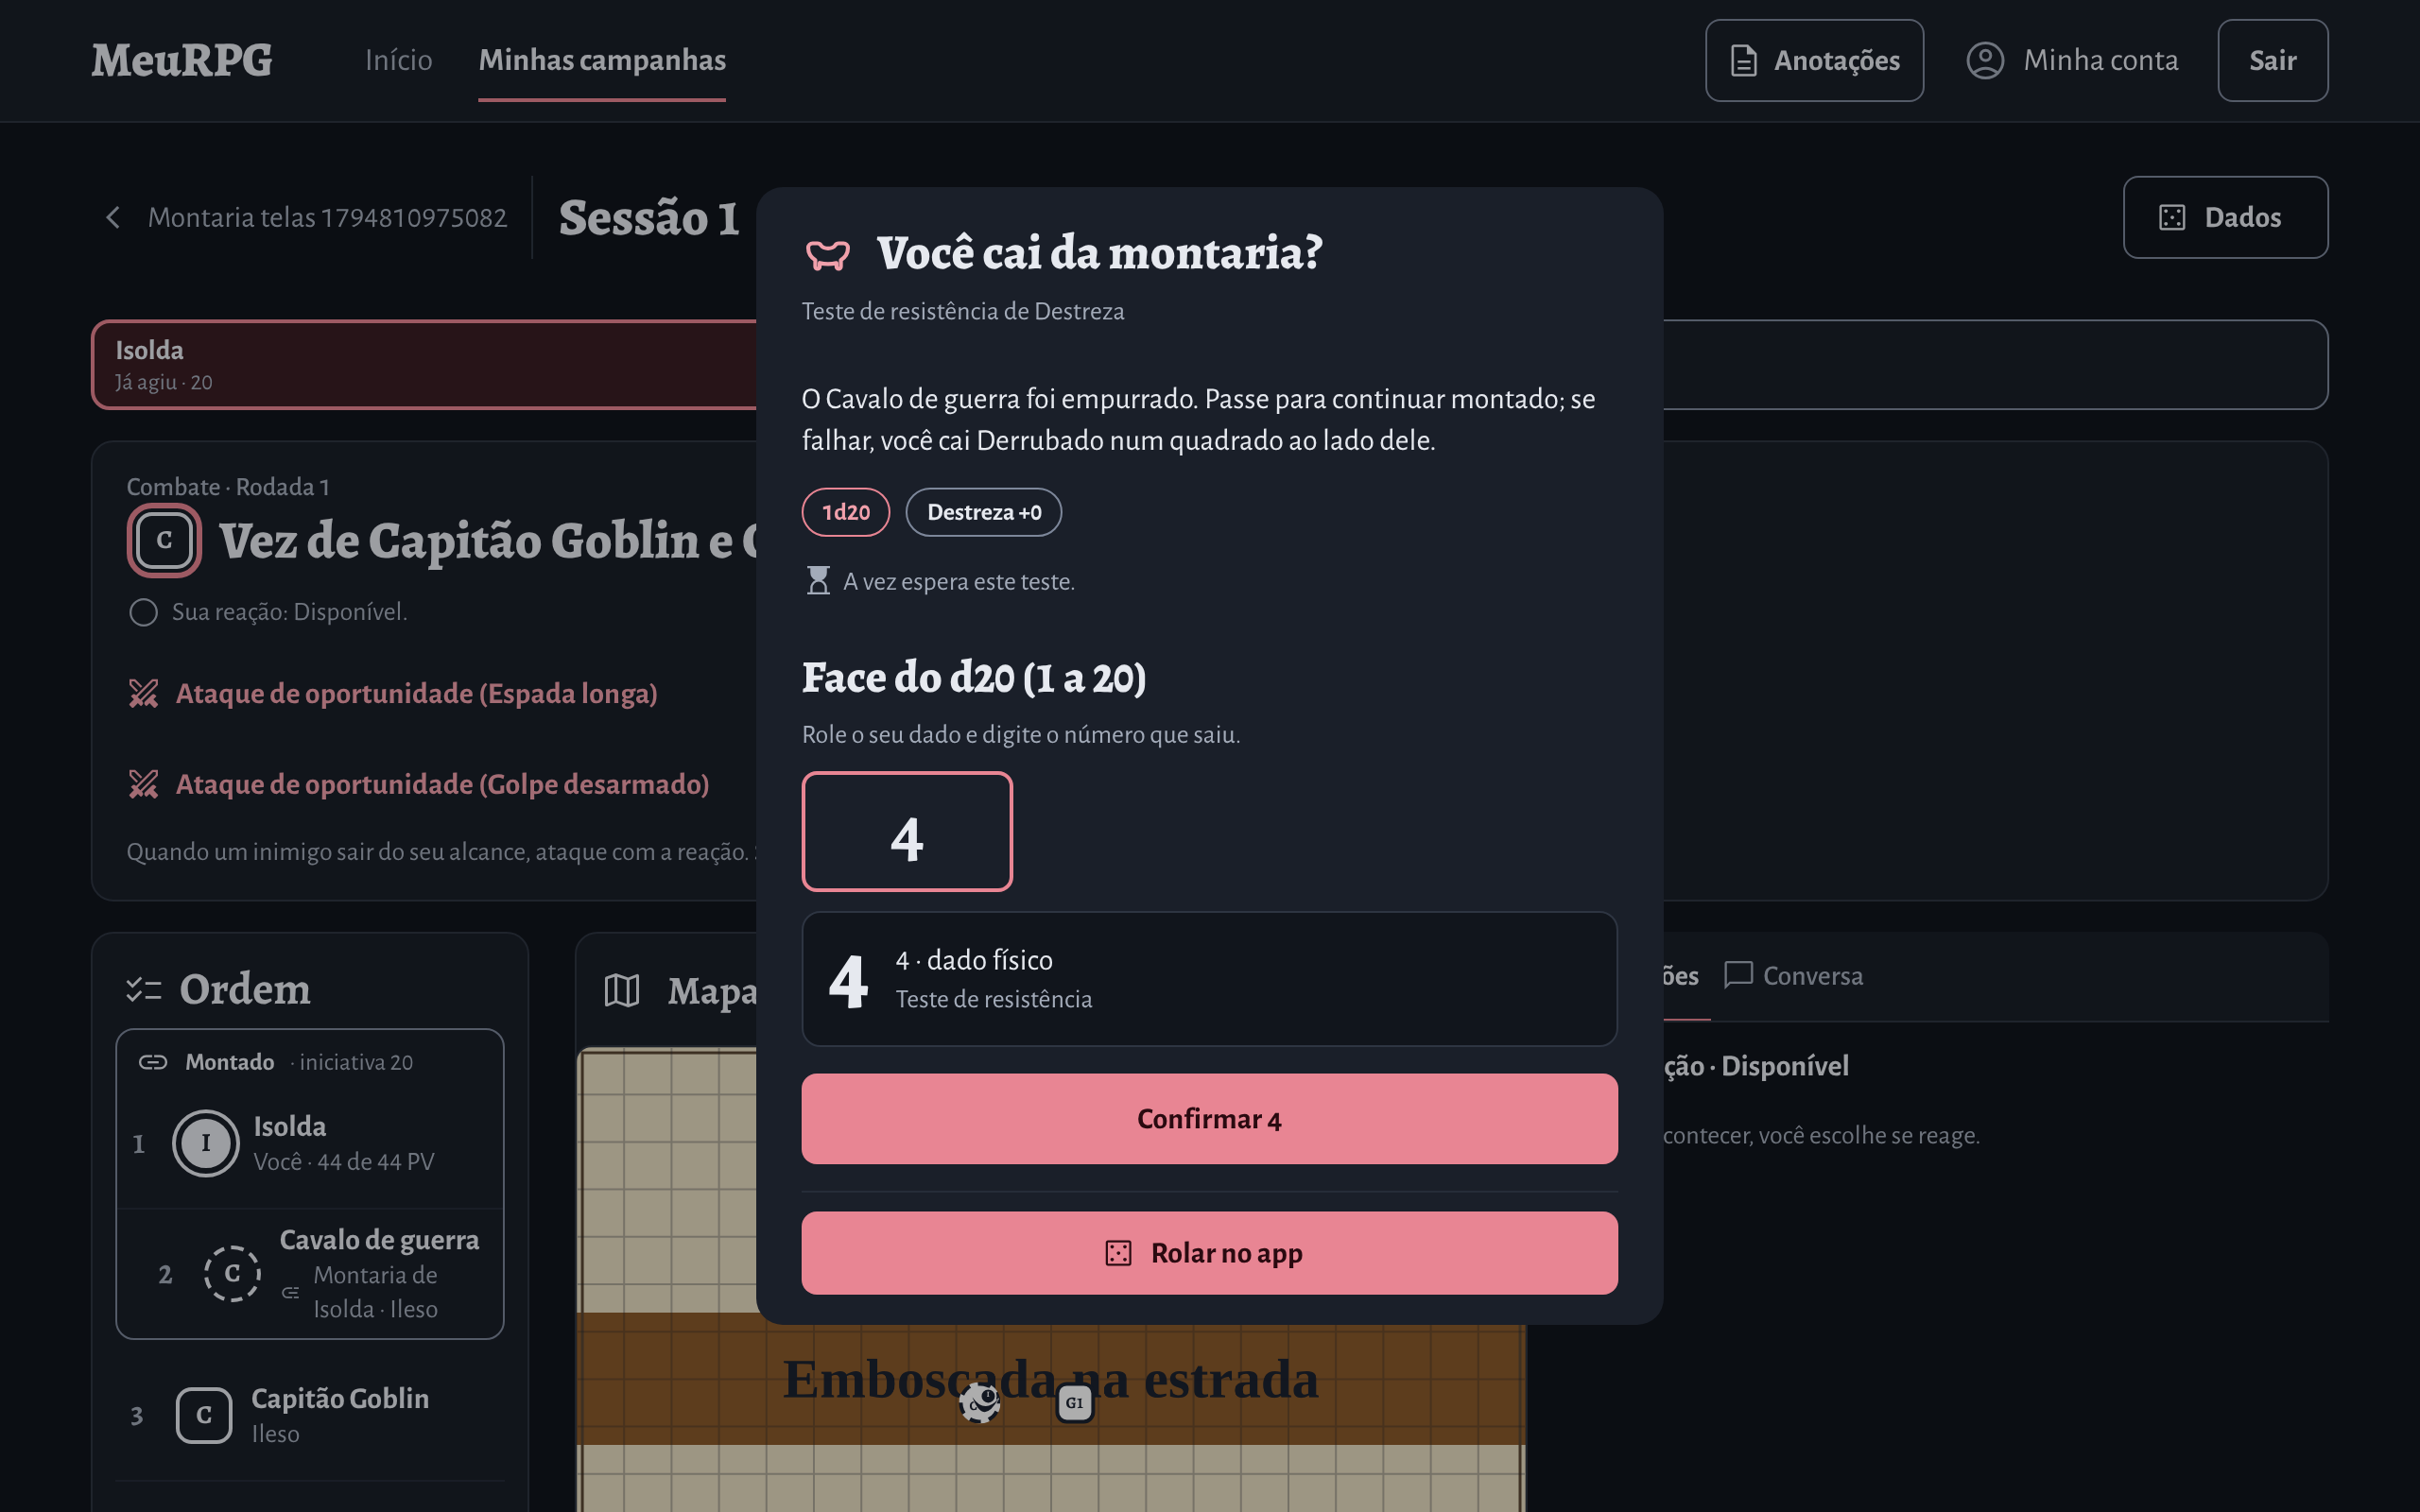 MeuRPG
Início
Minhas campanhas
Anotações
Minha conta
Sair
Montaria telas 1794810975082
Sessão 1
Dados
Isolda
Já agiu · 20
Combate · Rodada 1
C
Vez de Capitão Goblin e
Sua reação: Disponível.
Ataque de oportunidade (Espada longa)
Ataque de oportunidade (Golpe desarmado)
Quando um inimigo sair do seu alcance, ataque com a reação.
Você cai da montaria?
Teste de resistência de Destreza
O Cavalo de guerra foi empurrado. Passe para continuar montado; se
falhar, você cai Derrubado num quadrado ao lado dele.
1d20
Destreza +0
A vez espera este teste.
Face do d20 (1 a 20)
Role o seu dado e digite o número que saiu.
4
4
4 · dado físico
Teste de resistência
Confirmar 4
Rolar no app
Ordem
Montado · iniciativa 20
1
I
Isolda
Você · 44 de 44 PV
2
C
Cavalo de guerra
Montaria de
Isolda · Ileso
3
C
Capitão Goblin
Ileso
Mapa
Emboscada na estrada
G1
ões
Conversa
ção · Disponível
contecer, você escolhe se reage.